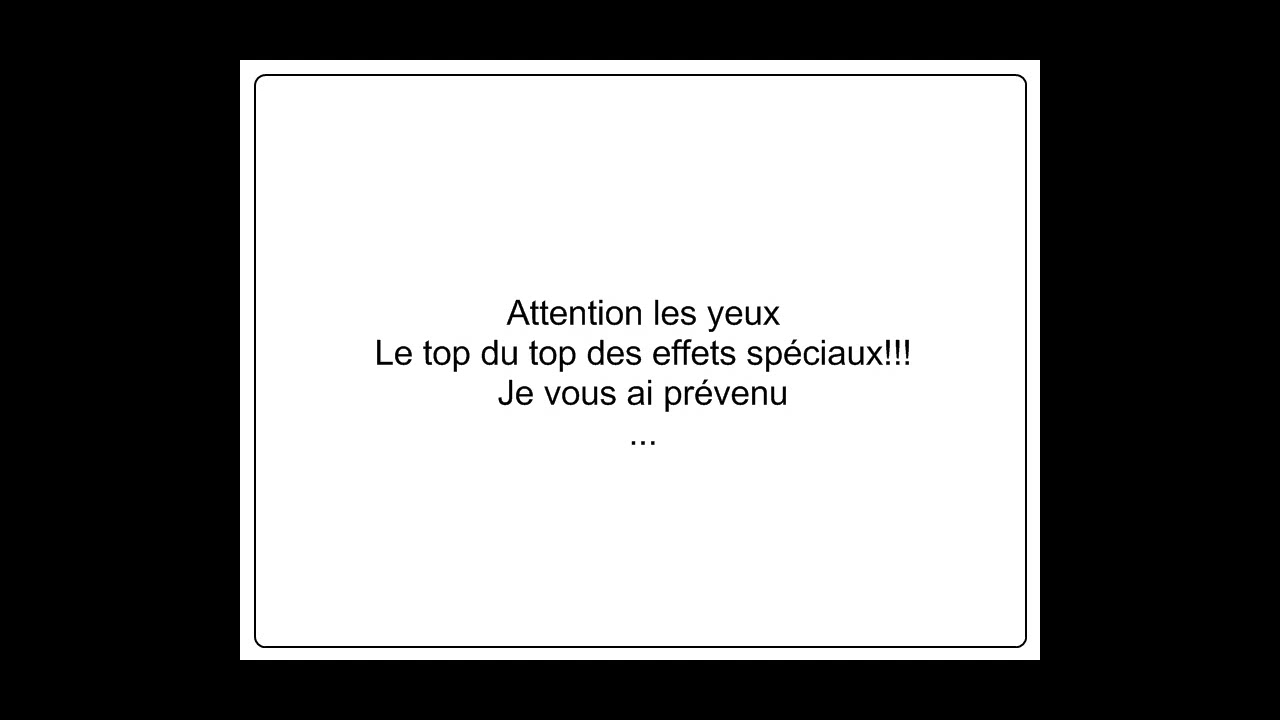 Attention les yeux
Le top du top des effets spéciaux!!!
Je vous ai prévenu
...